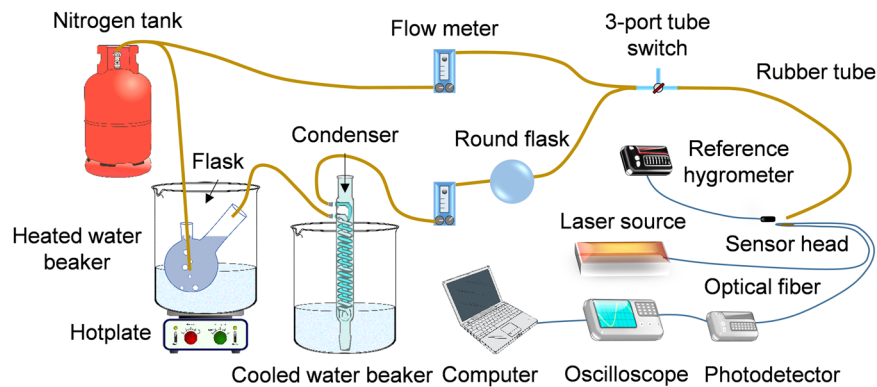 Nitrogen tank
Flow meter
3-port tube
switch
Rubber tube
Condenser
Round flask
Flask
Reference
hygrometer
Heated water
beaker
Laser source
Sensor head
Optical fiber
Hotplate
Cooled water beaker
Computer
Oscilloscope
Photodetector